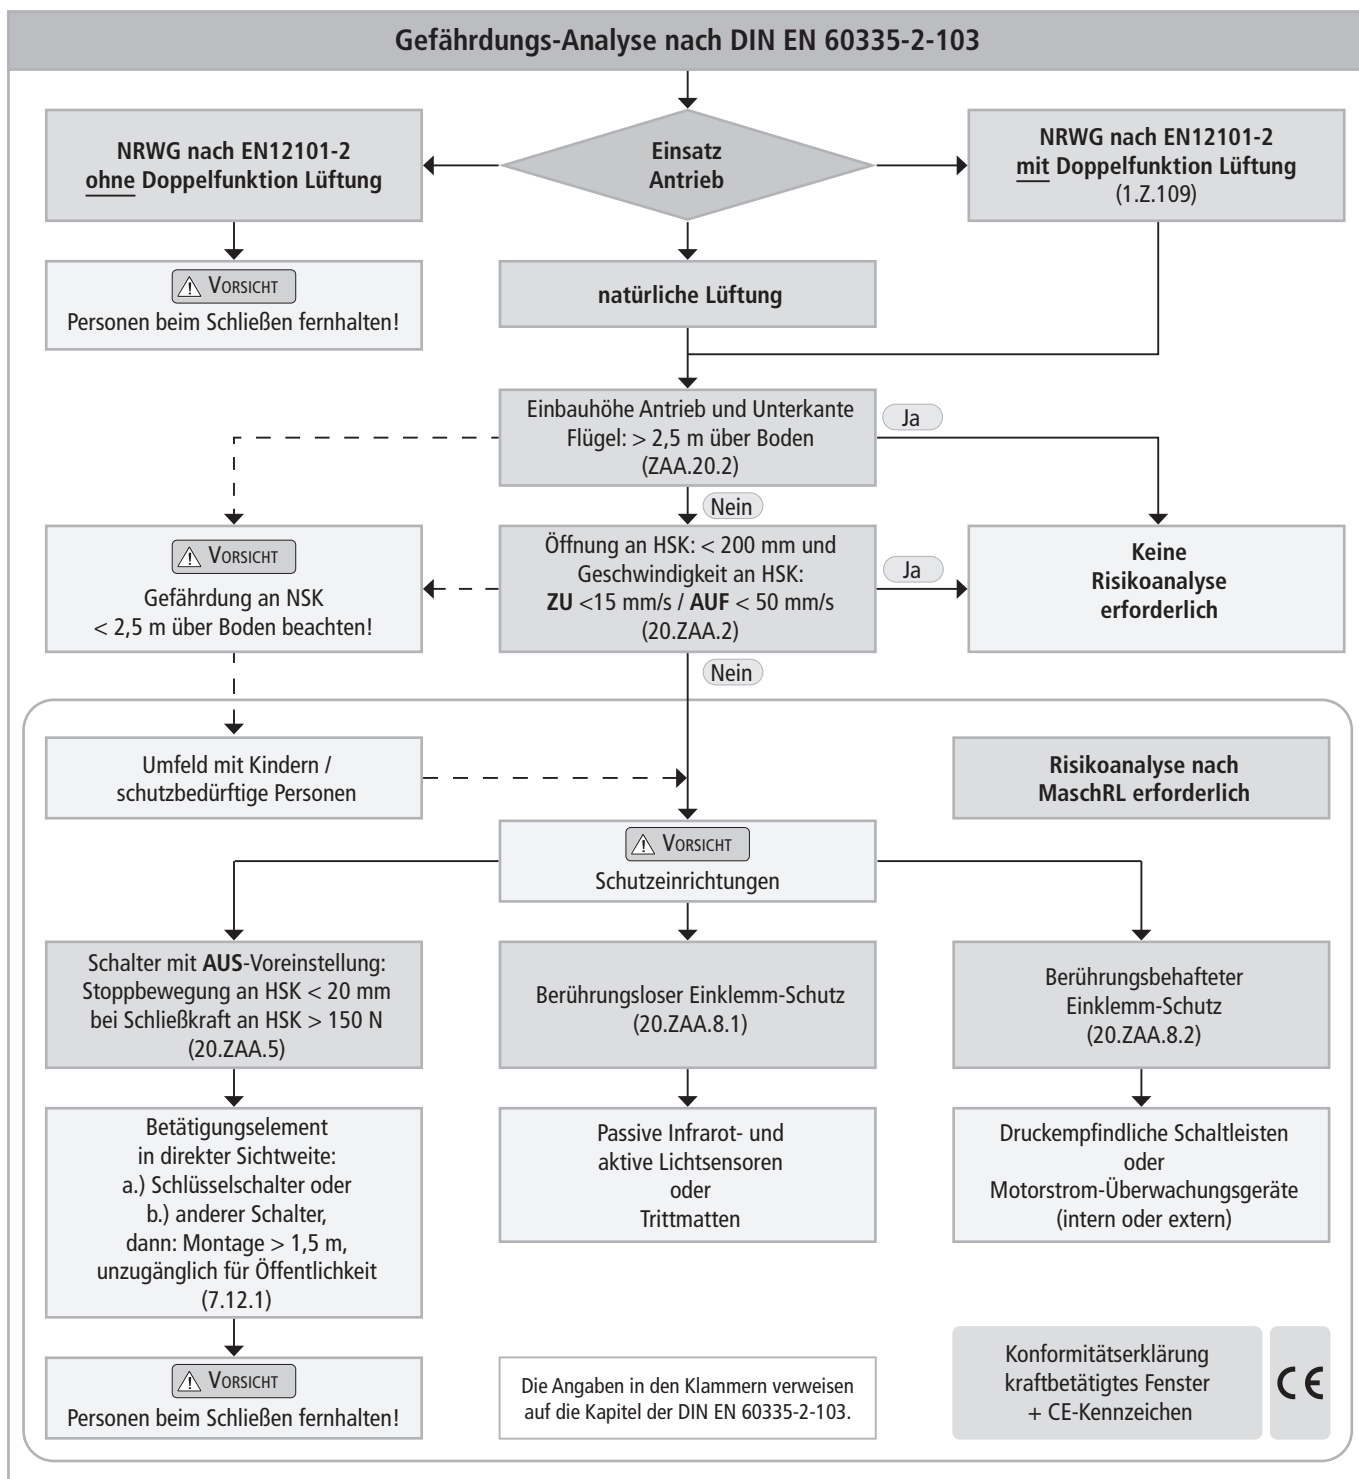 Gefährdungs-Analyse nach DIN EN 60335-2-103
NRWG nach EN12101-2
ohne Doppelfunktion Lüftung
Einsatz
Antrieb
NRWG nach EN12101-2
mit Doppelfunktion Lüftung
(1.Z.109)
VORSICHT
Personen beim Schließen fernhalten!
natürliche Lüftung
Einbauhöhe Antrieb und Unterkante
Flügel: > 2,5 m über Boden
(ZAA.20.2)
Ja
Nein
VORSICHT
Gefährdung an NSK
< 2,5 m über Boden beachten!
Öffnung an HSK: < 200 mm und
Geschwindigkeit an HSK:
ZU <15 mm/s / AUF < 50 mm/s
(20.ZAA.2)
Ja
Keine
Risikoanalyse
erforderlich
Nein
Umfeld mit Kindern /
schutzbedürftige Personen
Risikoanalyse nach
MaschRL erforderlich
VORSICHT
Schutzeinrichtungen
Schalter mit AUS-Voreinstellung:
Stoppbewegung an HSK < 20 mm
bei Schließkraft an HSK > 150 N
(20.ZAA.5)
Berührungsloser Einklemm-Schutz
(20.ZAA.8.1)
Berührungsbehafteter
Einklemm-Schutz
(20.ZAA.8.2)
Betätigungselement
in direkter Sichtweite:
a.) Schlüsselschalter oder
b.) anderer Schalter,
dann: Montage > 1,5 m,
unzugänglich für Öffentlichkeit
(7.12.1)
Passive Infrarot- und
aktive Lichtsensoren
oder
Trittmatten
Druckempfindliche Schaltleisten
oder
Motorstrom-Überwachungsgeräte
(intern oder extern)
VORSICHT
Personen beim Schließen fernhalten!
Die Angaben in den Klammern verweisen
auf die Kapitel der DIN EN 60335-2-103.
Konformitätserklärung
kraftbetätigtes Fenster
+ CE-Kennzeichen
CE